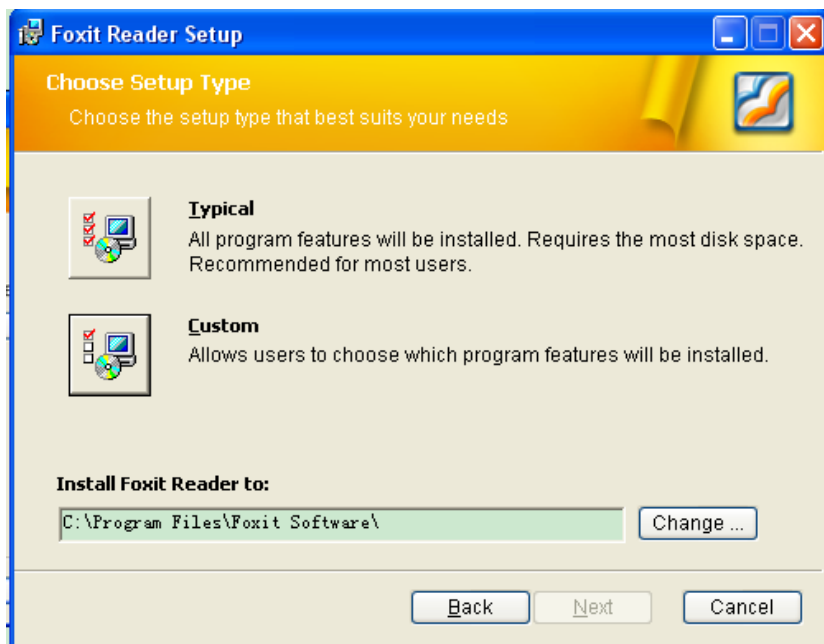 Foxit Reader Setup
Choose Setup Type
Choose the setup type that best suits your needs
Typical
All program features will be installed. Requires the most disk space.
Recommended for most users.
Custom
Allows users to choose which program features will be installed.
Install Foxit Reader to:
C:\Program Files\Foxit Software\
Change ...
Back Next Cancel